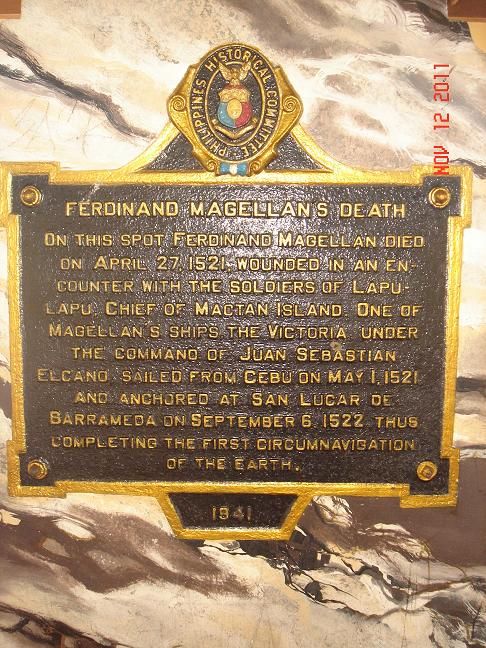 PHILIPPINES HISTORICAL COMMITTEE
NOV 12 2011
FERDINAND MAGELLAN'S DEATH
ON THIS SPOT FERDINAND MAGELLAN DIED
ON APRIL 27, 1521, WOUNDED IN AN EN-
COUNTER WITH THE SOLDIERS OF LAPU-
LAPU, CHIEF OF MACTAN ISLAND. ONE OF
MAGELLAN'S SHIPS, THE VICTORIA, UNDER
THE COMMAND OF JUAN SEBASTIAN
ELCANO, SAILED FROM CEBU ON MAY 1, 1521,
AND ANCHORED AT SAN LUCAR DE
BARRAMEDA ON SEPTEMBER 6, 1522, THUS
COMPLETING THE FIRST CIRCUMNAVIGATION
OF THE EARTH.
1941